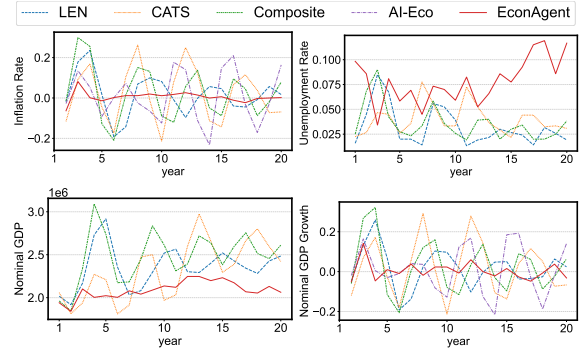 LEN CATS Composite AI-Eco EconAgent
0.2
0.0
−0.2
Inflation Rate
1 5 10 15 20
year
0.100
0.075
0.050
0.025
Unemployment Rate
1 5 10 15 20
year
1e6
3.0
2.5
2.0
Nominal GDP
1 5 10 15 20
year
0.2
0.0
−0.2
Nominal GDP Growth
1 5 10 15 20
year